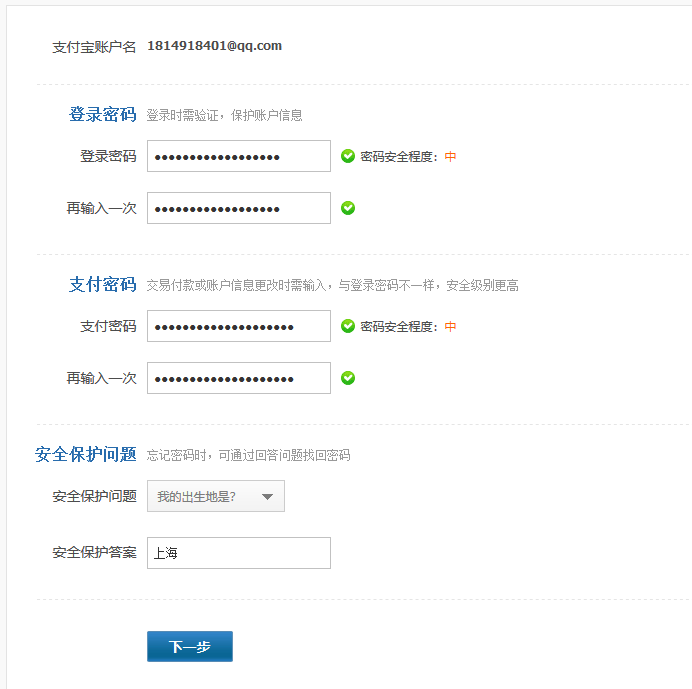 支付宝账户名 1814918401@qq.com
登录密码 登录时需验证，保护账户信息
登录密码 ●●●●●●●●●●●●●●●●●● 密码安全程度：中
再输入一次 ●●●●●●●●●●●●●●●●●●
支付密码 交易付款或账户信息更改时需输入，与登录密码不一样，安全级别更高
支付密码 ●●●●●●●●●●●●●●●●●●●● 密码安全程度：中
再输入一次 ●●●●●●●●●●●●●●●●●●●●
安全保护问题 忘记密码时，可通过回答问题找回密码
安全保护问题 我的出生地是?
安全保护答案 上海
下一步